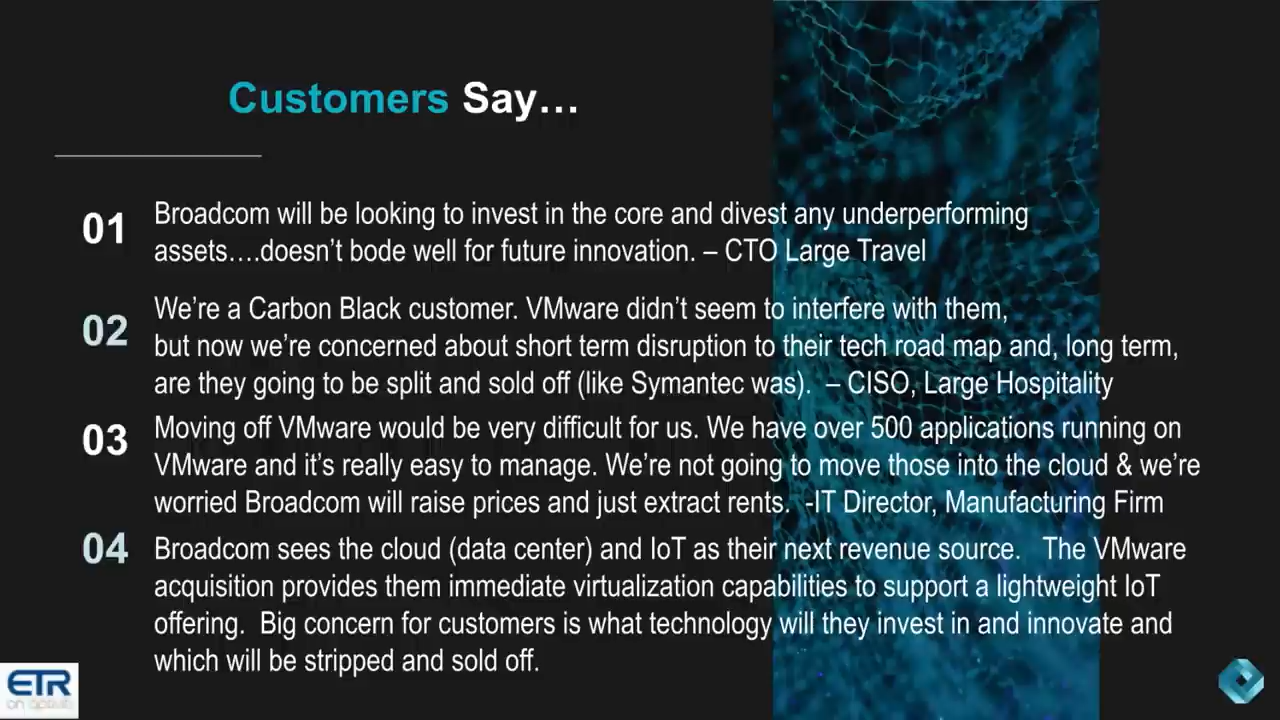 Customers Say…
01
Broadcom will be looking to invest in the core and divest any underperforming
assets….doesn’t bode well for future innovation. – CTO Large Travel
02
We’re a Carbon Black customer. VMware didn’t seem to interfere with them,
but now we’re concerned about short term disruption to their tech road map and, long term,
are they going to be split and sold off (like Symantec was).  – CISO, Large Hospitality
03
Moving off VMware would be very difficult for us. We have over 500 applications running on
VMware and it’s really easy to manage. We’re not going to move those into the cloud & we’re
worried Broadcom will raise prices and just extract rents.  -IT Director, Manufacturing Firm
04
Broadcom sees the cloud (data center) and IoT as their next revenue source.   The VMware
acquisition provides them immediate virtualization capabilities to support a lightweight IoT
offering.  Big concern for customers is what technology will they invest in and innovate and
which will be stripped and sold off.
ETR